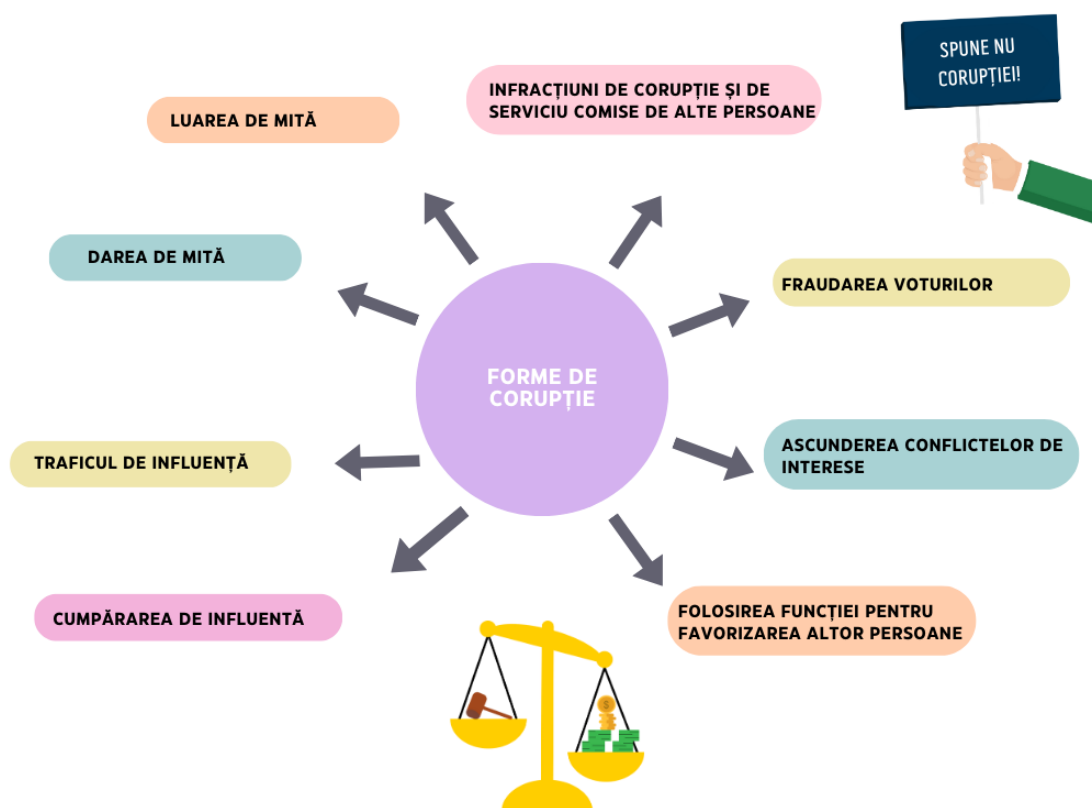 SPUNE NU
CORUPȚIEI!
INFRACȚIUNI DE CORUPȚIE ȘI DE
SERVICIU COMISE DE ALTE PERSOANE
LUAREA DE MITĂ
DAREA DE MITĂ
FRAUDAREA VOTURILOR
FORME DE
CORUPȚIE
TRAFICUL DE INFLUENȚĂ
ASCUNDEREA CONFLICTELOR DE
INTERESE
CUMPĂRAREA DE INFLUENTĂ
FOLOSIREA FUNCȚIEI PENTRU
FAVORIZAREA ALTOR PERSOANE
$